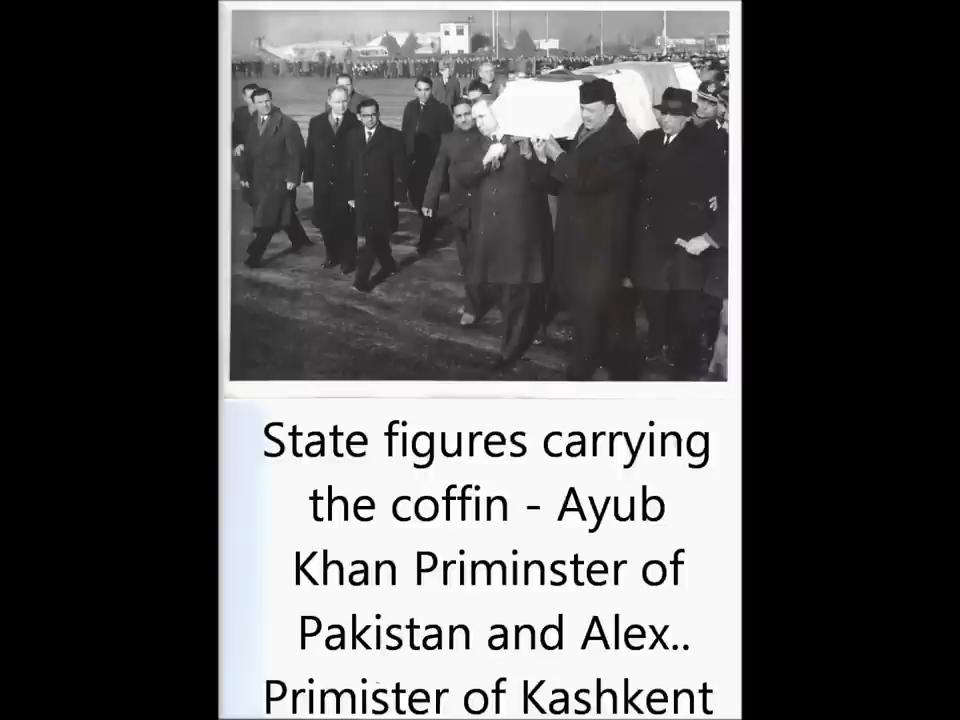 State figures carrying
the coffin - Ayub
Khan Priminster of
Pakistan and Alex..
Primister of Kashkent